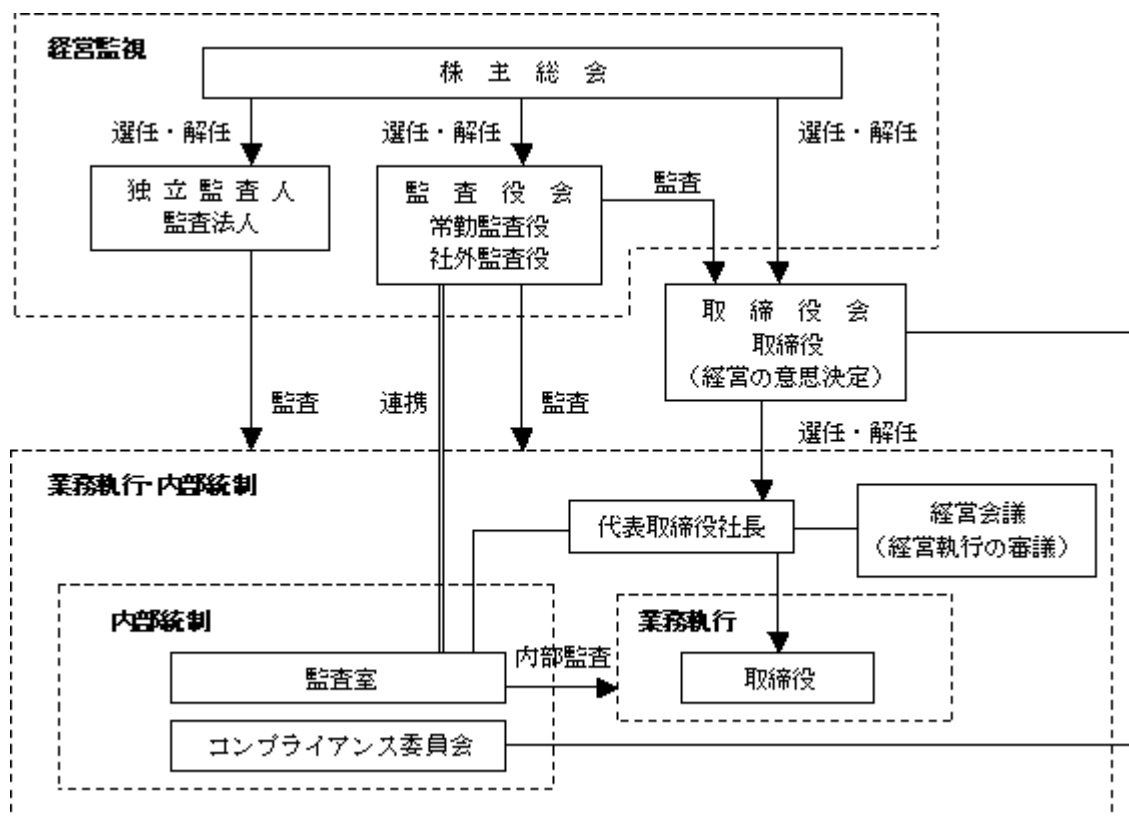 経営監視
株主総会
選任・解任
選任・解任
選任・解任
独立監査人
監査法人
監査役会
常勤監査役
社外監査役
監査
取締役会
取締役
（経営の意思決定）
監査
連携
監査
選任・解任
業務執行・内部統制
代表取締役社長
経営会議
（経営執行の審議）
内部統制
監査室
内部監査
業務執行
取締役
コンプライアンス委員会